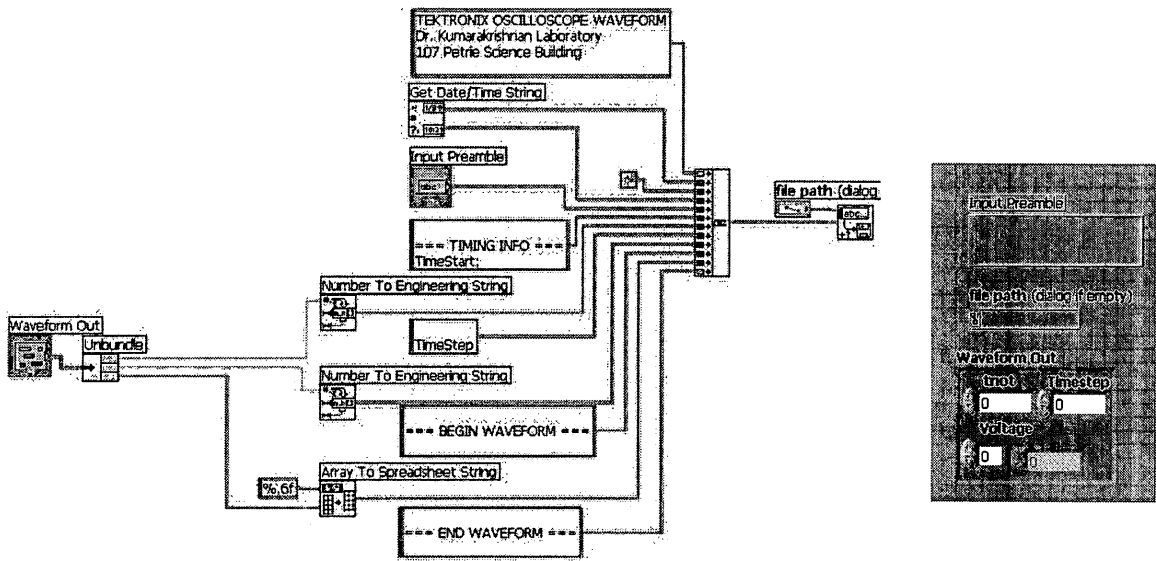 TEKTRONIX OSCILLOSCOPE WAVEFORM
Dr. Kumarakrishnan Laboratory
107 Petrie Science Building
Get Date/Time String
Input Preamble
file path (dialog
=== TIMING INFO ===
TimeStart:
Number To Engineering String
Waveform Out
Unbundle
TimeStep
Number To Engineering String
=== BEGIN WAVEFORM ===
Array To Spreadsheet String
%.6f
=== END WAVEFORM ===
Input Preamble
file path (dialog if empty)
Waveform Out
tnot Timestep
0 0
Voltage
0 0